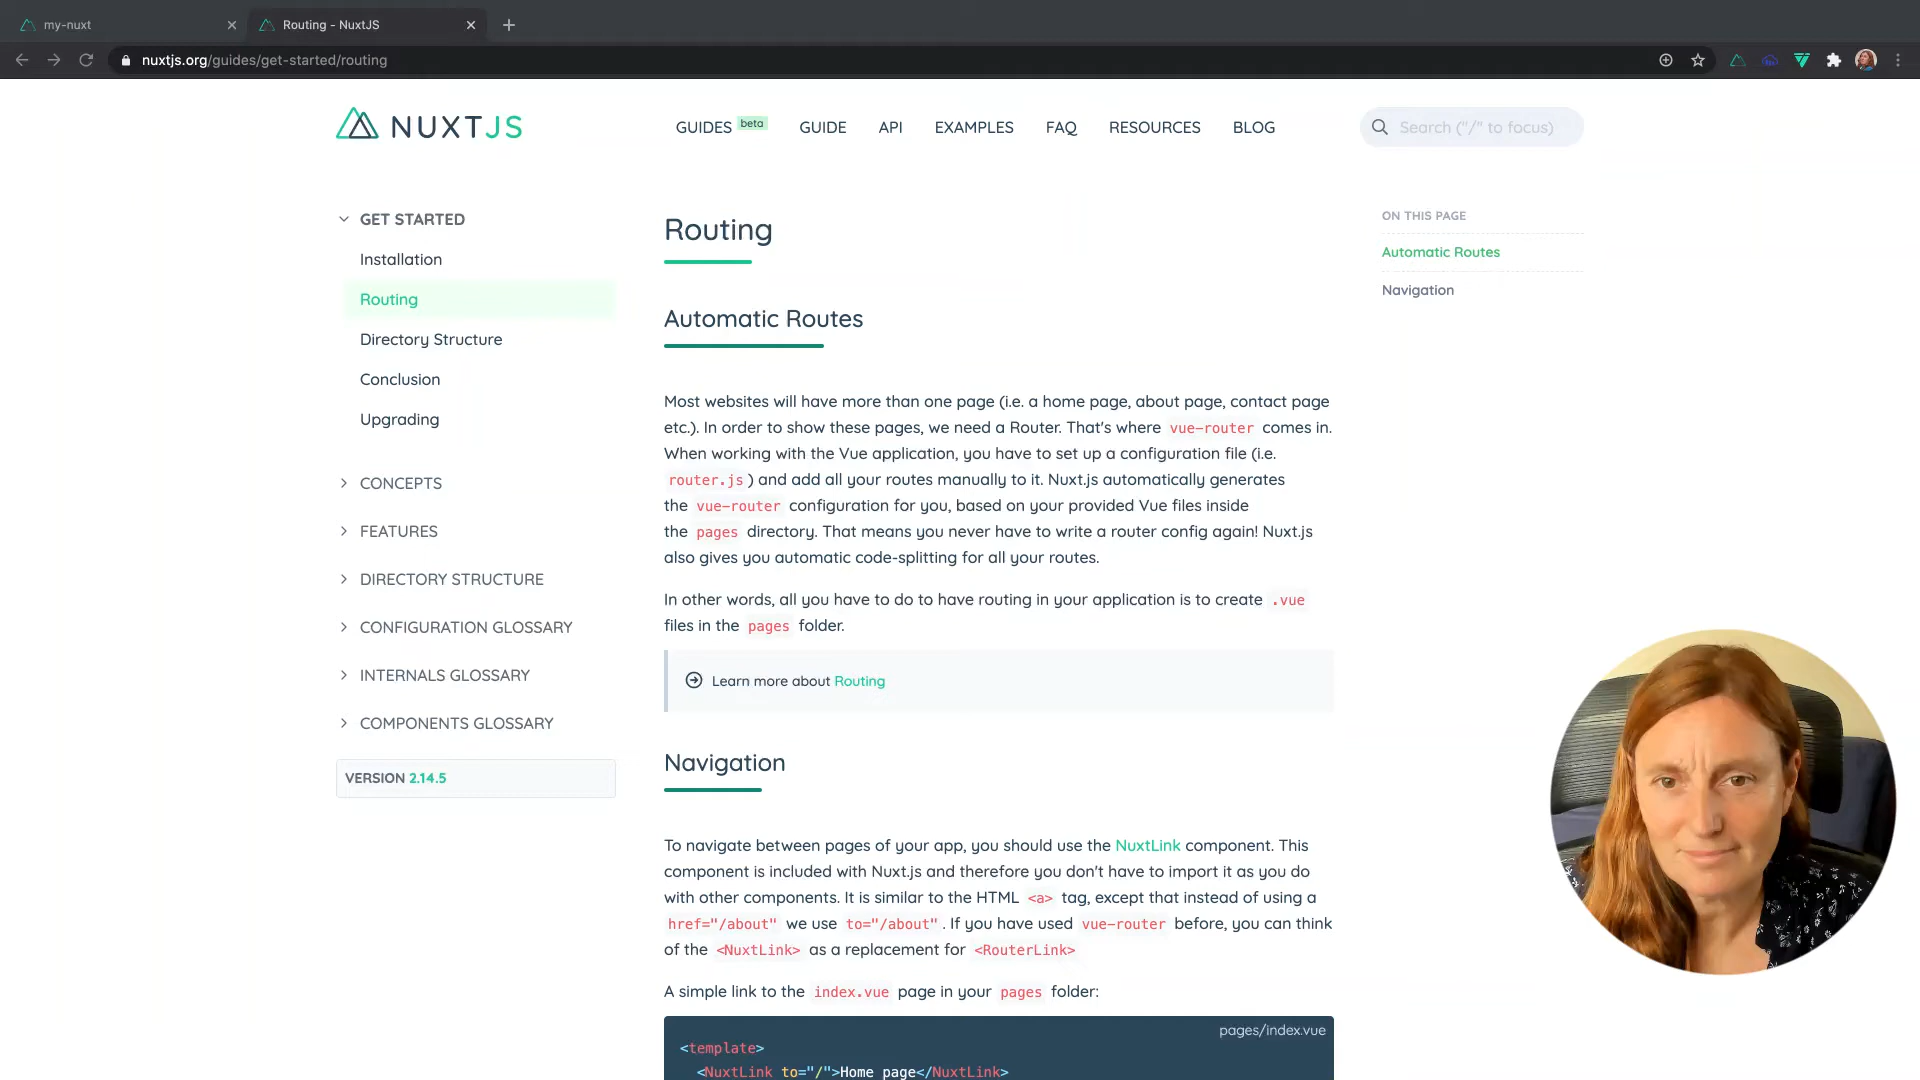 my-nuxt
Routing - NuxtJS
nuxtjs.org/guides/get-started/routing
NUXTJS
GUIDES beta
GUIDE
API
EXAMPLES
FAQ
RESOURCES
BLOG
Search ("/" to focus)
GET STARTED
Installation
Routing
Directory Structure
Conclusion
Upgrading
CONCEPTS
FEATURES
DIRECTORY STRUCTURE
CONFIGURATION GLOSSARY
INTERNALS GLOSSARY
COMPONENTS GLOSSARY
VERSION 2.14.5
Routing
Automatic Routes
Most websites will have more than one page (i.e. a home page, about page, contact page
etc.). In order to show these pages, we need a Router. That's where vue-router comes in.
When working with the Vue application, you have to set up a configuration file (i.e.
router.js) and add all your routes manually to it. Nuxt.js automatically generates
the vue-router configuration for you, based on your provided Vue files inside
the pages directory. That means you never have to write a router config again! Nuxt.js
also gives you automatic code-splitting for all your routes.
In other words, all you have to do to have routing in your application is to create .vue
files in the pages folder.
Learn more about Routing
Navigation
To navigate between pages of your app, you should use the NuxtLink component. This
component is included with Nuxt.js and therefore you don't have to import it as you do
with other components. It is similar to the HTML <a> tag, except that instead of using a
href="/about" we use to="/about". If you have used vue-router before, you can think
of the <NuxtLink> as a replacement for <RouterLink>
A simple link to the index.vue page in your pages folder:
pages/index.vue
<template>
<NuxtLink to="/">Home page</NuxtLink>
ON THIS PAGE
Automatic Routes
Navigation